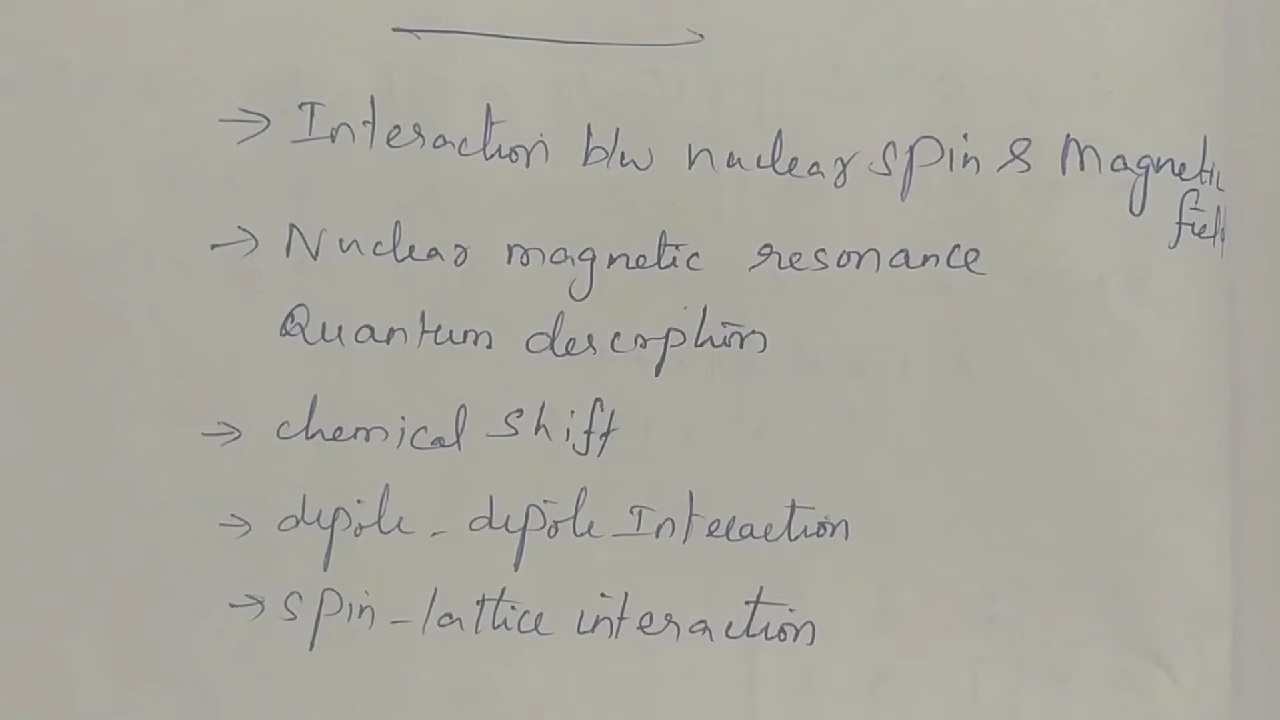 → Interaction b/w nuclear spin & Magnetic
field
→ Nuclear magnetic resonance
Quantum description
→ chemical shift
→ dipole - dipole Interaction
→ spin-lattice interaction